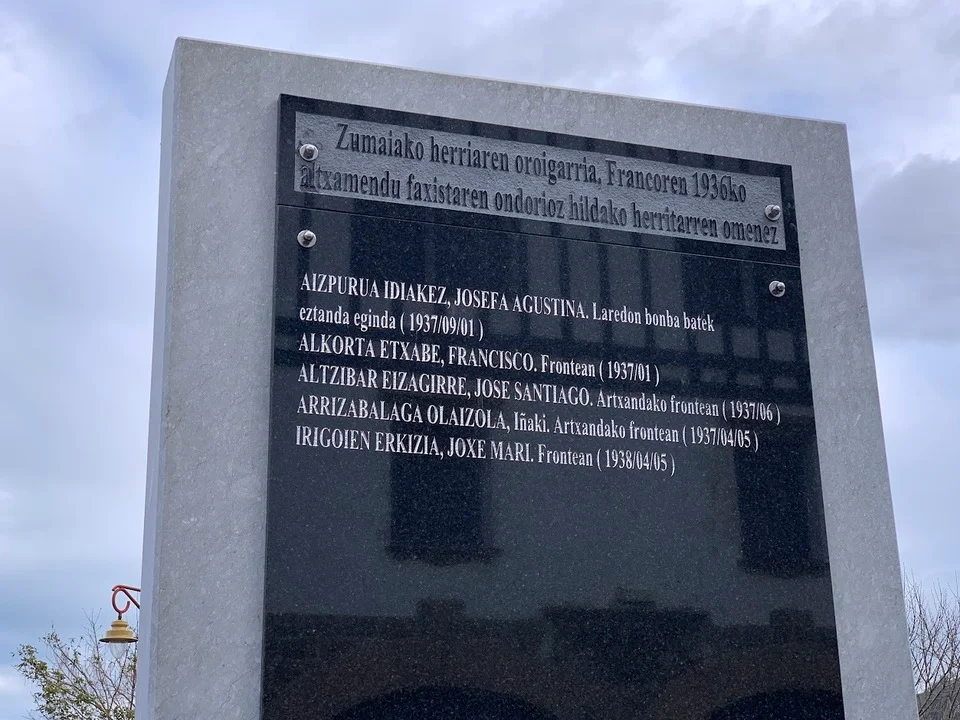 Zumaiako herriaren oroigarria, Francoren 1936ko
altxamendu faxistaren ondorioz hildako herritarren omenez
AIZPURUA IDIAKEZ, JOSEFA AGUSTINA. Laredon bonba batek
eztanda eginda ( 1937/09/01 )
ALKORTA ETXABE, FRANCISCO. Frontean ( 1937/01 )
ALTZIBAR EIZAGIRRE, JOSE SANTIAGO. Artxandako frontean ( 1937/06 )
ARRIZABALAGA OLAIZOLA, Iñaki. Artxandako frontean ( 1937/04/05 )
IRIGOIEN ERKIZIA, JOXE MARI. Frontean ( 1938/04/05 )